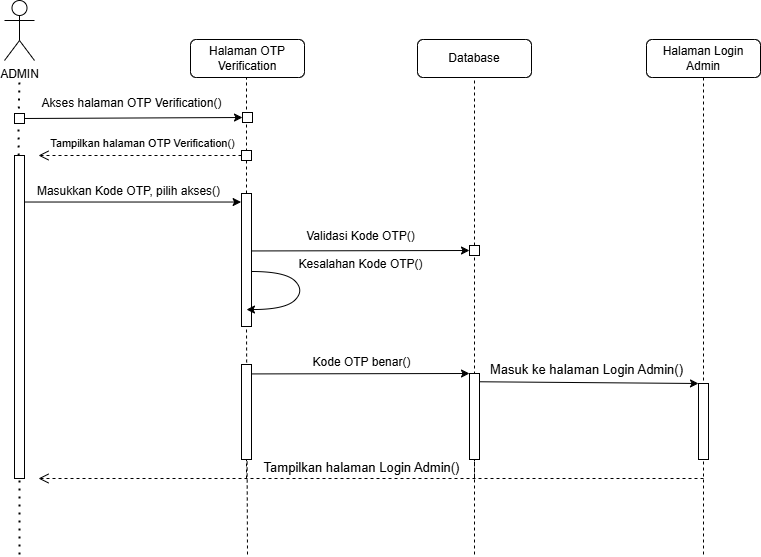 ADMIN
Halaman OTP
Verification
Database
Halaman Login
Admin
Akses halaman OTP Verification()
Tampilkan halaman OTP Verification()
Masukkan Kode OTP, pilih akses()
Validasi Kode OTP()
Kesalahan Kode OTP()
Kode OTP benar()
Masuk ke halaman Login Admin()
Tampilkan halaman Login Admin()